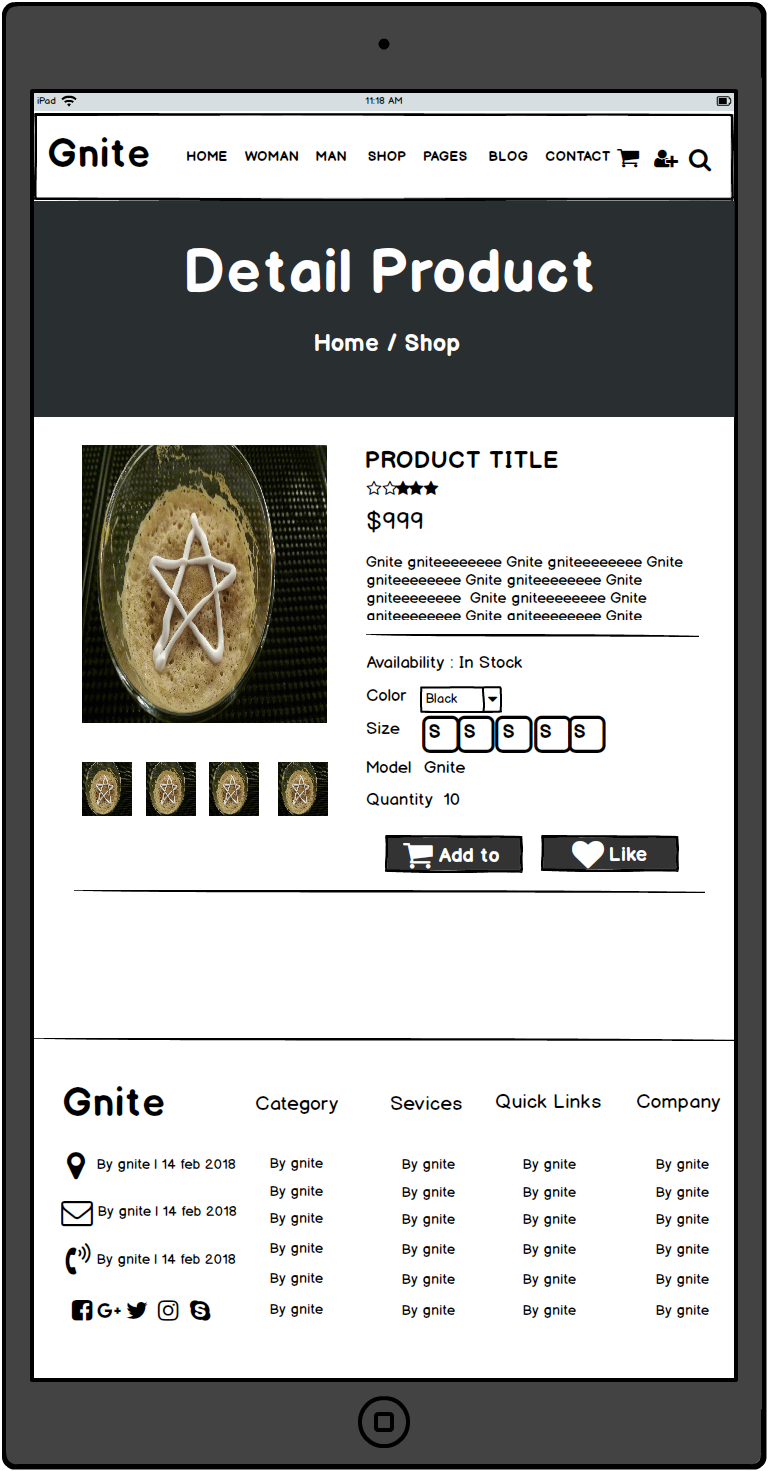 iPad 11:18 AM
Gnite HOME WOMAN MAN SHOP PAGES BLOG CONTACT
Detail Product
Home / Shop
PRODUCT TITLE
$999
Gnite gniteeeeeeee Gnite gniteeeeeeee Gnite
gniteeeeeeee Gnite gniteeeeeeee Gnite
gniteeeeeeee Gnite gniteeeeeeee Gnite
gniteeeeeeee Gnite gniteeeeeeee Gnite
Availability : In Stock
Color Black
Size S S S S S
Model Gnite
Quantity 10
Add to Like
Gnite Category Sevices Quick Links Company
By gnite | 14 feb 2018 By gnite By gnite By gnite By gnite
By gnite By gnite By gnite By gnite
By gnite | 14 feb 2018 By gnite By gnite By gnite By gnite
By gnite | 14 feb 2018 By gnite By gnite By gnite By gnite
By gnite By gnite By gnite By gnite
By gnite By gnite By gnite By gnite